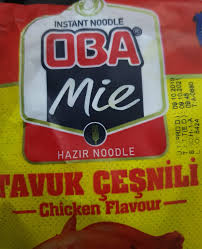 INSTANT NOODLE
OBA
Mie
HAZIR NOODLE
TAVUK ÇEŞNİLİ
Chicken Flavour